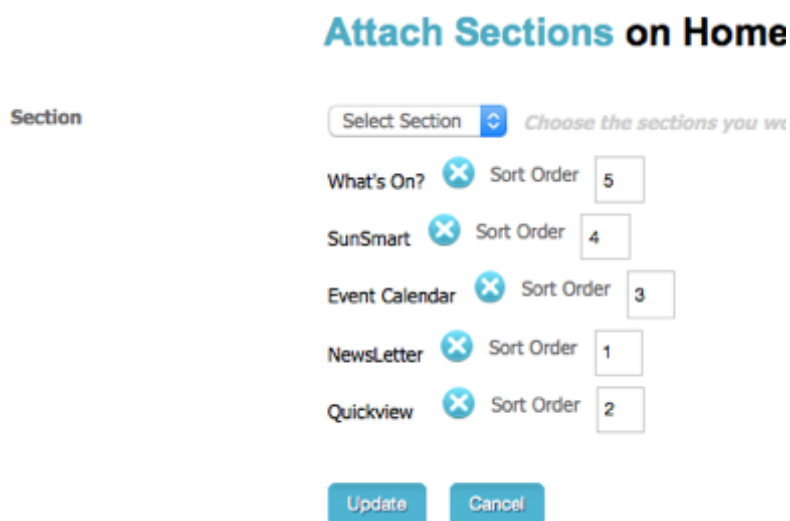 Attach Sections on Home
Section
Select Section Choose the sections you wo
What's On? Sort Order 5
SunSmart Sort Order 4
Event Calendar Sort Order 3
NewsLetter Sort Order 1
Quickview Sort Order 2
Update Cancel